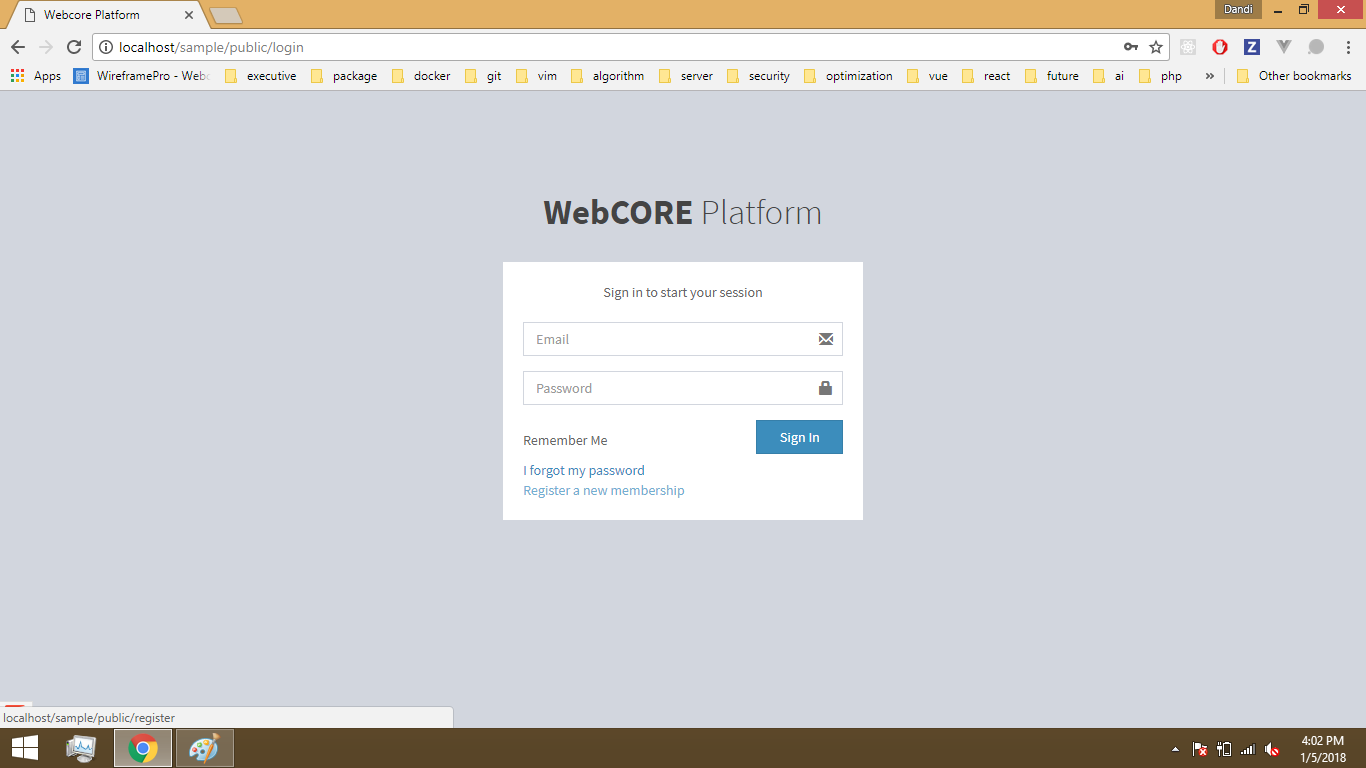 Webcore Platform
Dandi
localhost/sample/public/login
Apps WireframePro - Web executive package docker git vim algorithm server security optimization vue react future ai php » Other bookmarks
WebCORE Platform
Sign in to start your session
Email
Password
Remember Me
Sign In
I forgot my password
Register a new membership
localhost/sample/public/register
4:02 PM
1/5/2018